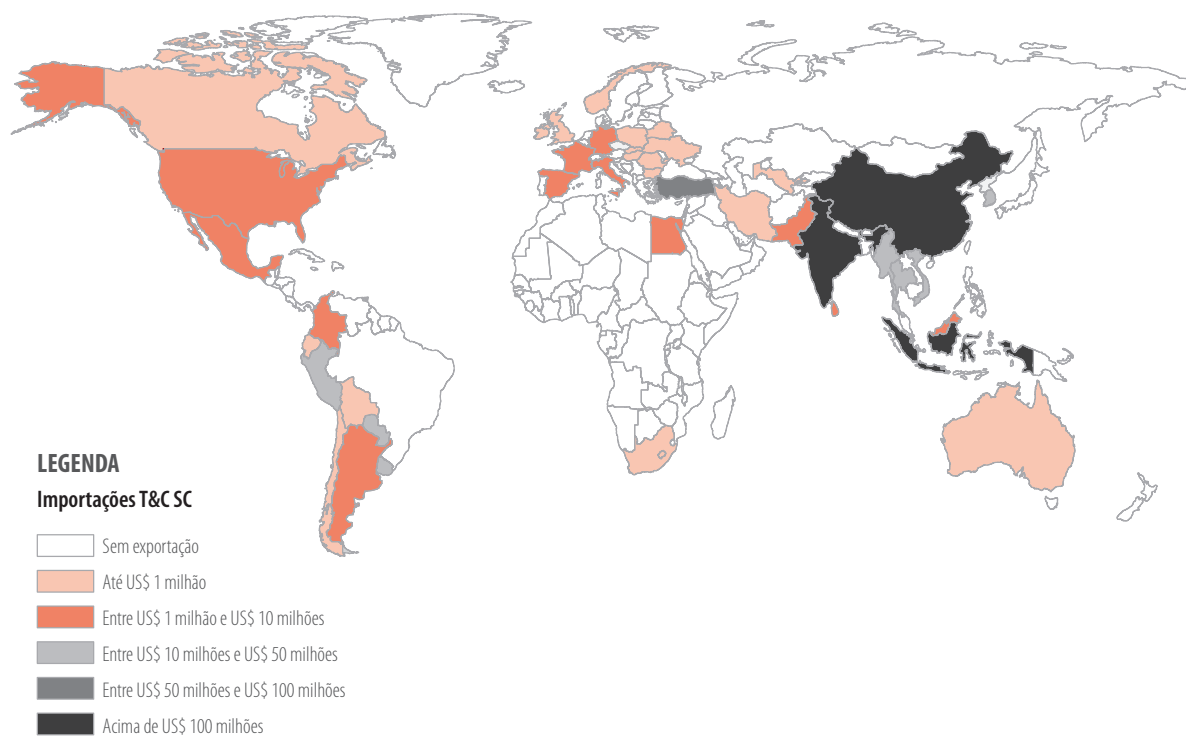 LEGENDA
Importações T&C SC
Sem exportação
Até US$ 1 milhão
Entre US$ 1 milhão e US$ 10 milhões
Entre US$ 10 milhões e US$ 50 milhões
Entre US$ 50 milhões e US$ 100 milhões
Acima de US$ 100 milhões